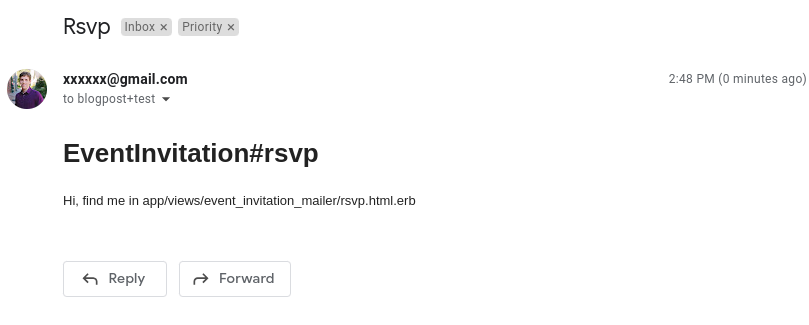 Rsvp Inbox × Priority ×
xxxxxx@gmail.com 2:48 PM (0 minutes ago)
to blogpost+test
EventInvitation#rsvp
Hi, find me in app/views/event_invitation_mailer/rsvp.html.erb
Reply Forward